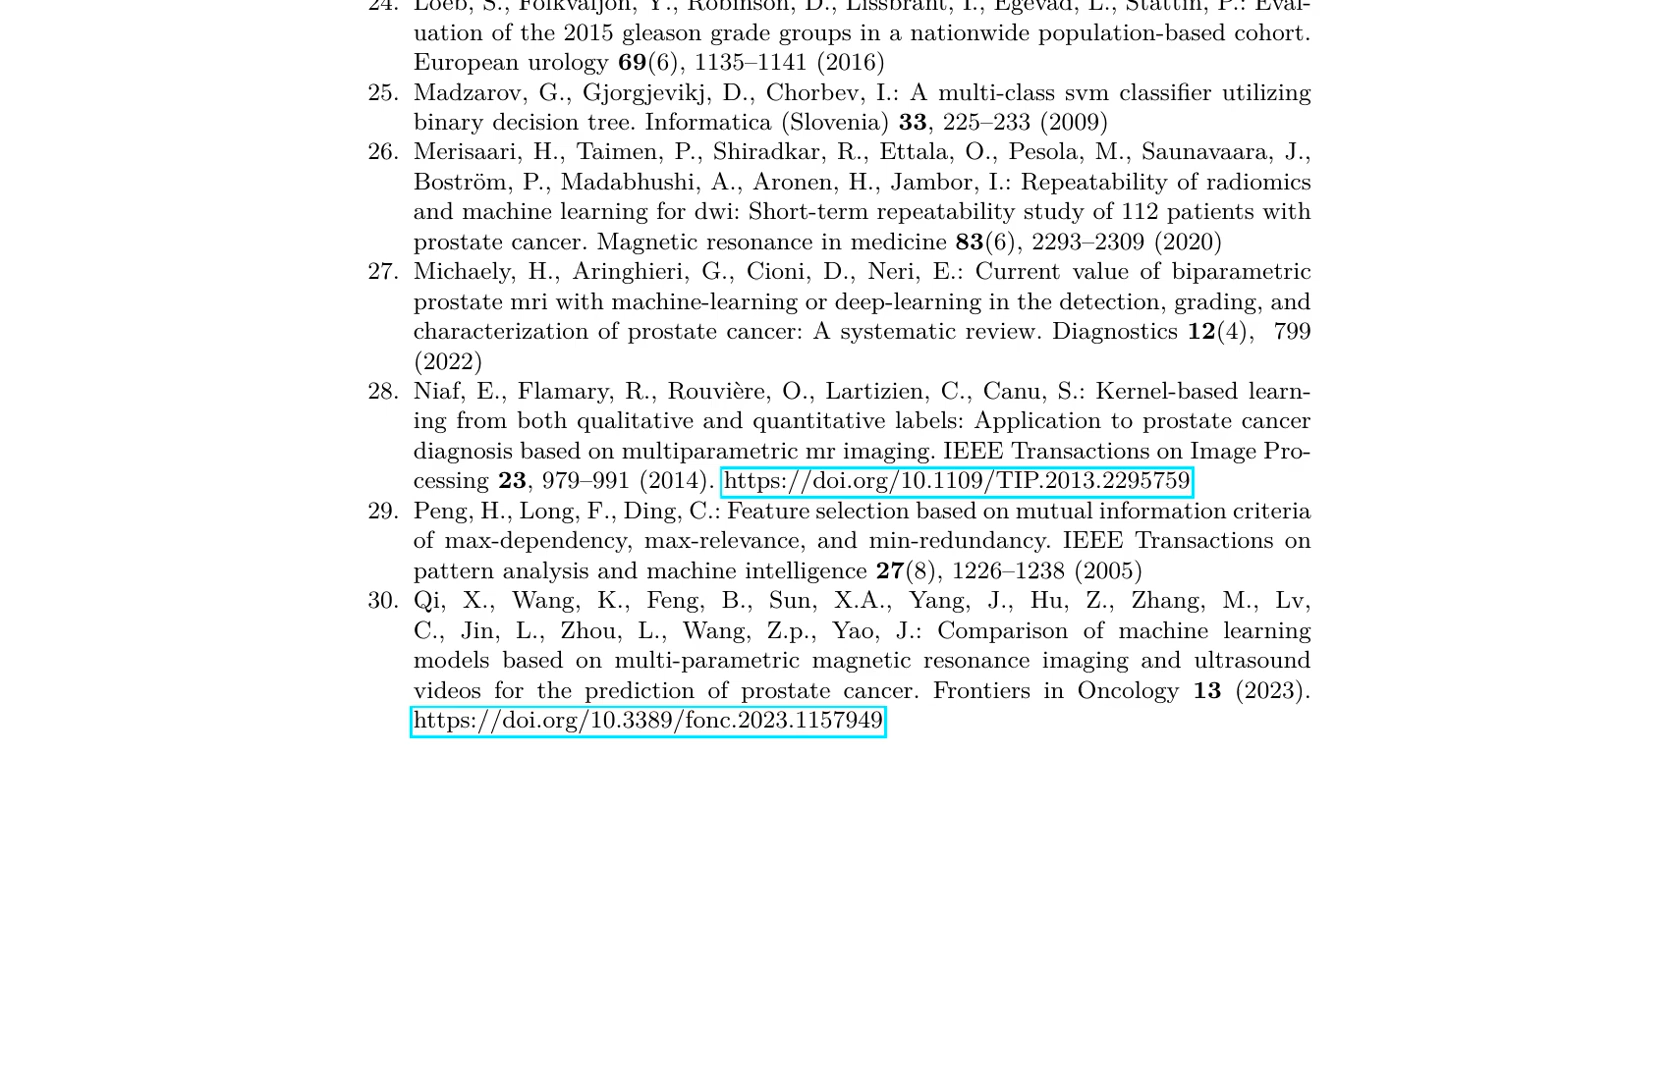 24. Loeb, S., Folkvaljon, Y., Robinson, D., Lissbrant, I., Egevad, L., Stattin, P.: Eval-
uation of the 2015 gleason grade groups in a nationwide population-based cohort.
European urology 69(6), 1135–1141 (2016)
25. Madzarov, G., Gjorgjevikj, D., Chorbev, I.: A multi-class svm classifier utilizing
binary decision tree. Informatica (Slovenia) 33, 225–233 (2009)
26. Merisaari, H., Taimen, P., Shiradkar, R., Ettala, O., Pesola, M., Saunavaara, J.,
Boström, P., Madabhushi, A., Aronen, H., Jambor, I.: Repeatability of radiomics
and machine learning for dwi: Short-term repeatability study of 112 patients with
prostate cancer. Magnetic resonance in medicine 83(6), 2293–2309 (2020)
27. Michaely, H., Aringhieri, G., Cioni, D., Neri, E.: Current value of biparametric
prostate mri with machine-learning or deep-learning in the detection, grading, and
characterization of prostate cancer: A systematic review. Diagnostics 12(4), 799
(2022)
28. Niaf, E., Flamary, R., Rouvière, O., Lartizien, C., Canu, S.: Kernel-based learn-
ing from both qualitative and quantitative labels: Application to prostate cancer
diagnosis based on multiparametric mr imaging. IEEE Transactions on Image Pro-
cessing 23, 979–991 (2014). https://doi.org/10.1109/TIP.2013.2295759
29. Peng, H., Long, F., Ding, C.: Feature selection based on mutual information criteria
of max-dependency, max-relevance, and min-redundancy. IEEE Transactions on
pattern analysis and machine intelligence 27(8), 1226–1238 (2005)
30. Qi, X., Wang, K., Feng, B., Sun, X.A., Yang, J., Hu, Z., Zhang, M., Lv,
C., Jin, L., Zhou, L., Wang, Z.p., Yao, J.: Comparison of machine learning
models based on multi-parametric magnetic resonance imaging and ultrasound
videos for the prediction of prostate cancer. Frontiers in Oncology 13 (2023).
https://doi.org/10.3389/fonc.2023.1157949